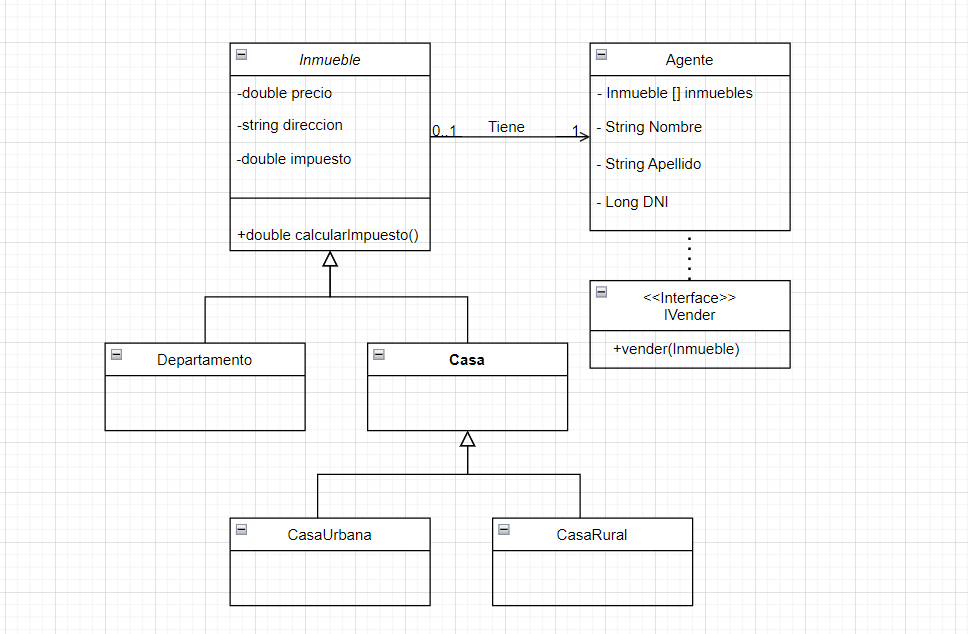 Inmueble
-double precio
-string direccion
-double impuesto
+double calcularImpuesto()
0..1
Tiene
1
Agente
- Inmueble [] inmuebles
- String Nombre
- String Apellido
- Long DNI
<<Interface>>
IVender
+vender(Inmueble)
Departamento
Casa
CasaUrbana
CasaRural